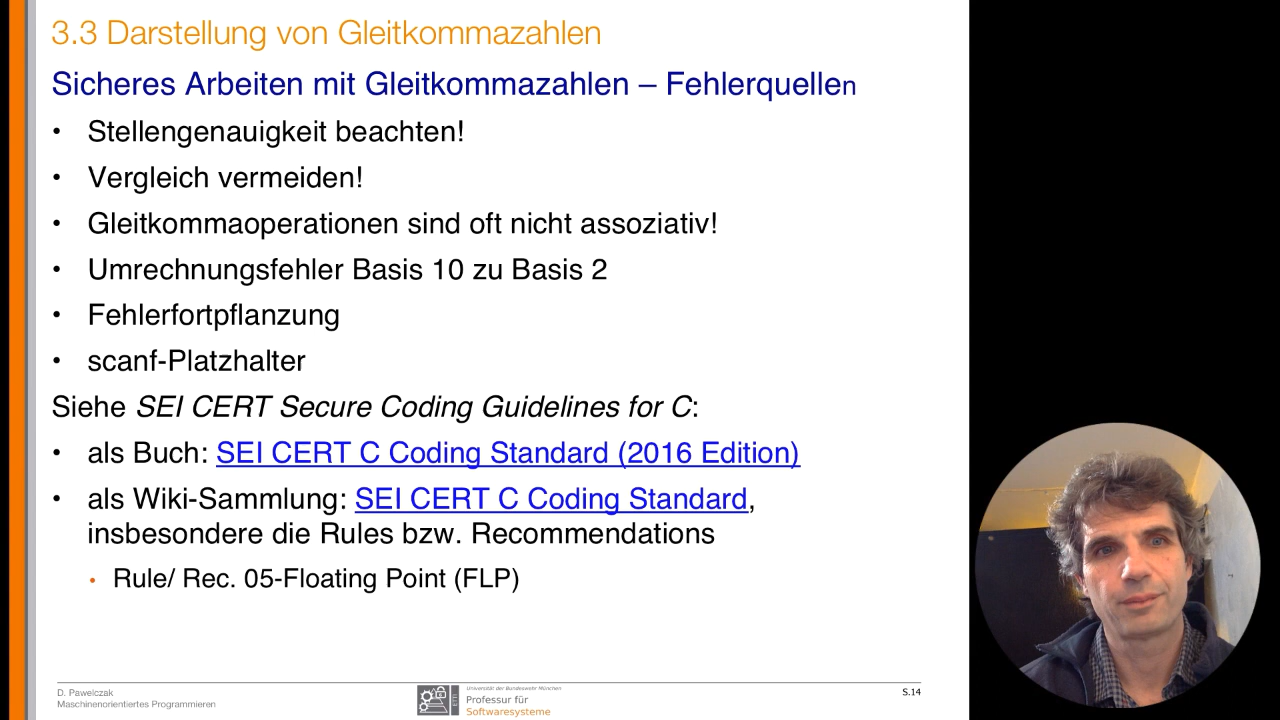 3.3 Darstellung von Gleitkommazahlen
Sicheres Arbeiten mit Gleitkommazahlen – Fehlerquellen
• Stellengenauigkeit beachten!
• Vergleich vermeiden!
• Gleitkommaoperationen sind oft nicht assoziativ!
• Umrechnungsfehler Basis 10 zu Basis 2
• Fehlerfortpflanzung
• scanf-Platzhalter
Siehe SEI CERT Secure Coding Guidelines for C:
• als Buch: SEI CERT C Coding Standard (2016 Edition)
• als Wiki-Sammlung: SEI CERT C Coding Standard,
insbesondere die Rules bzw. Recommendations
• Rule/ Rec. 05-Floating Point (FLP)
D. Pawelczak
Maschinenorientiertes Programmieren
ETTI
Universität der Bundeswehr München
Professur für
Softwaresysteme
S.14